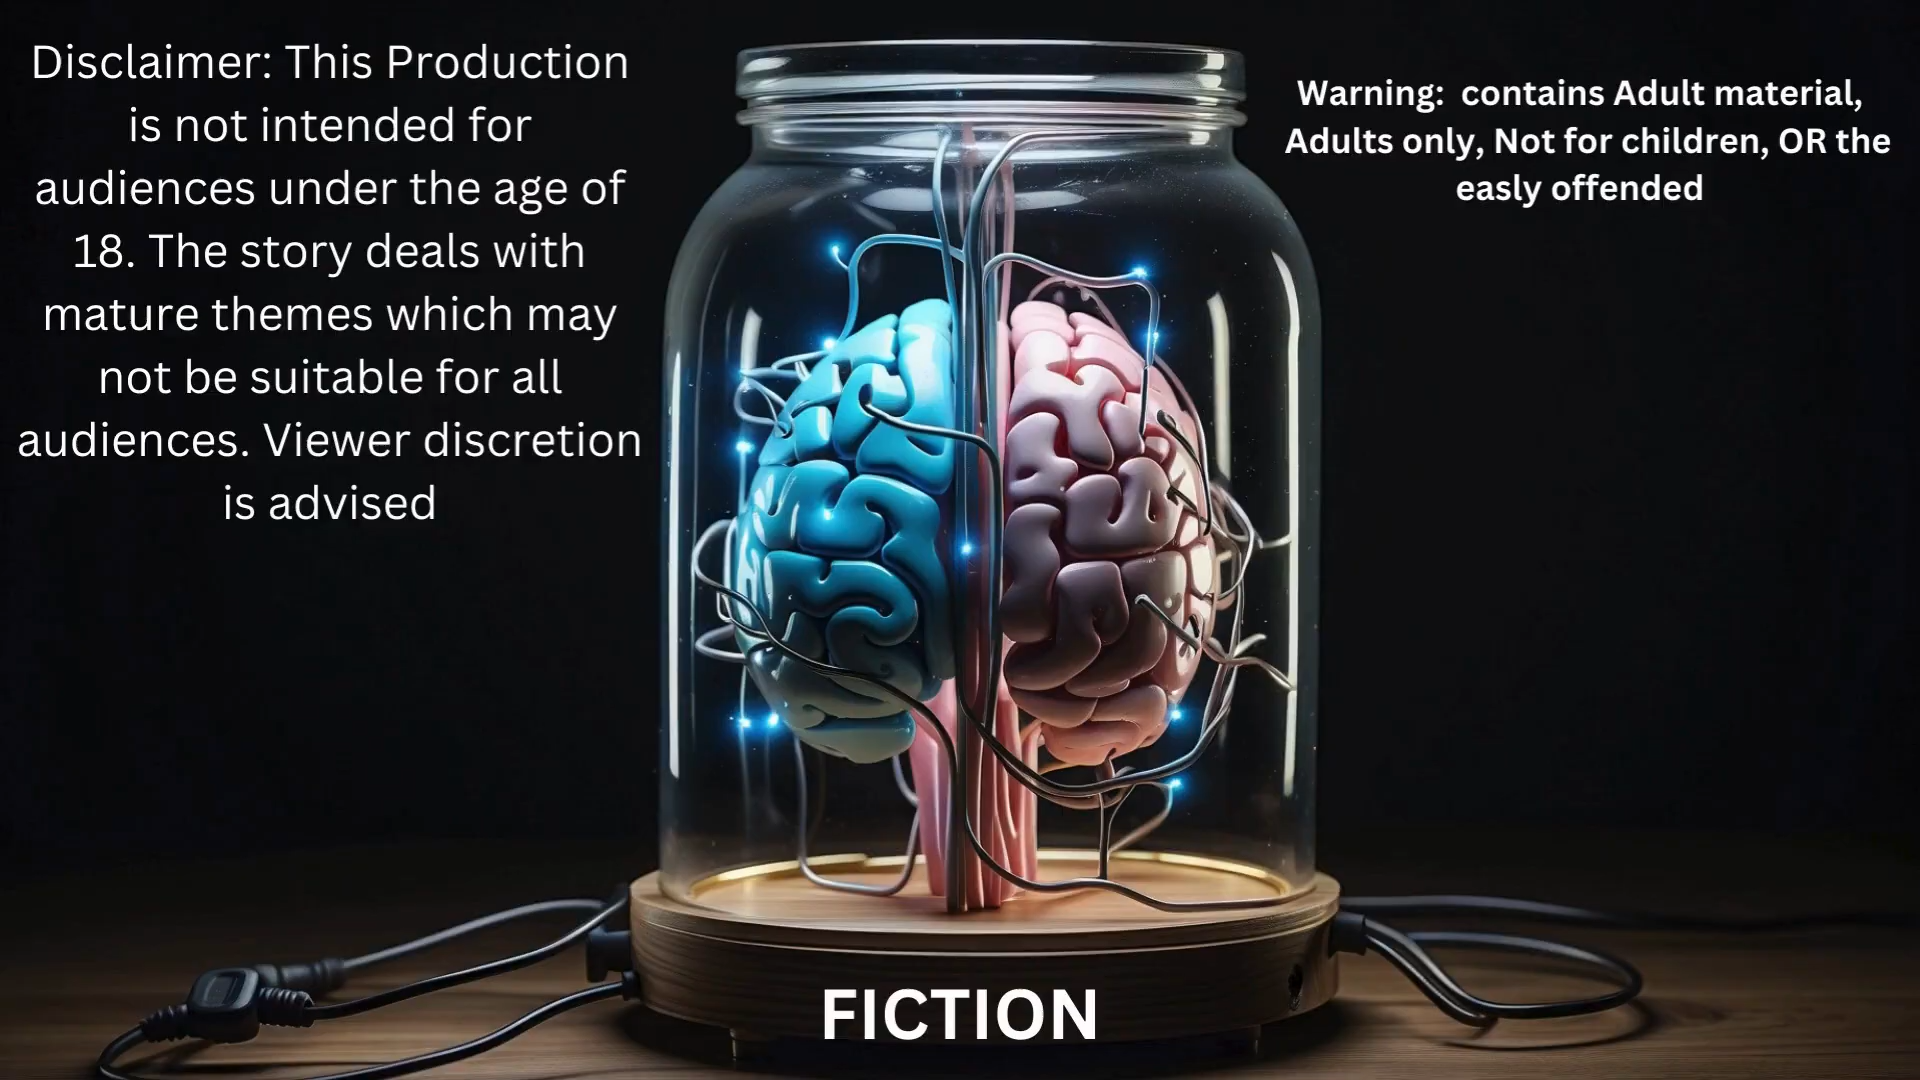 Disclaimer: This Production
is not intended for
audiences under the age of
18. The story deals with
mature themes which may
not be suitable for all
audiences. Viewer discretion
is advised
Warning:  contains Adult material,
Adults only, Not for children, OR the
easly offended
FICTION